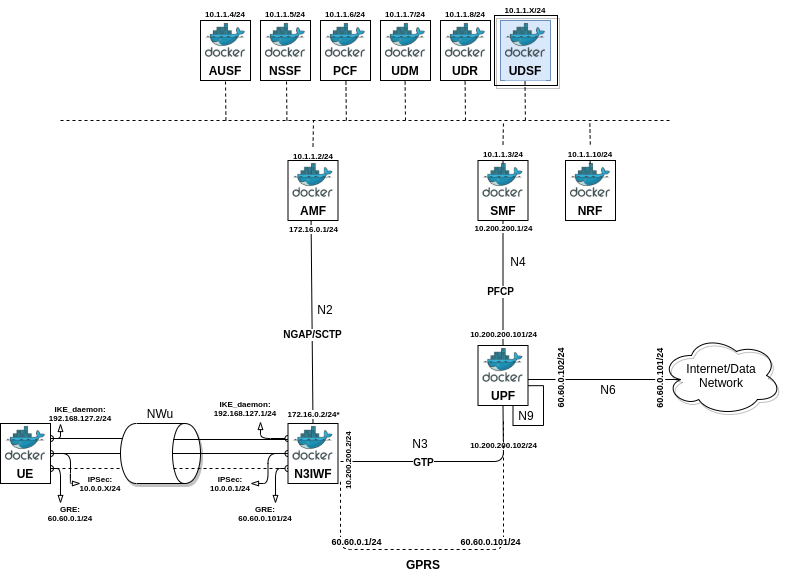 10.1.1.4/24
10.1.1.5/24
10.1.1.6/24
10.1.1.7/24
10.1.1.8/24
10.1.1.X/24
docker
docker
docker
docker
docker
docker
AUSF
NSSF
PCF
UDM
UDR
UDSF
10.1.1.2/24
10.1.1.3/24
10.1.1.10/24
docker
docker
docker
AMF
SMF
NRF
172.16.0.1/24
10.200.200.1/24
N4
PFCP
N2
NGAP/SCTP
10.200.200.101/24
docker
UPF
N9
60.60.0.102/24
N6
60.60.0.101/24
Internet/Data
Network
IKE_daemon:
192.168.127.2/24
NWu
IKE_daemon:
192.168.127.1/24
172.16.0.2/24*
docker
UE
docker
N3IWF
10.200.200.2/24
N3
GTP
10.200.200.102/24
IPSec:
10.0.0.X/24
IPSec:
10.0.0.1/24
GRE:
60.60.0.1/24
GRE:
60.60.0.101/24
60.60.0.1/24
60.60.0.101/24
GPRS